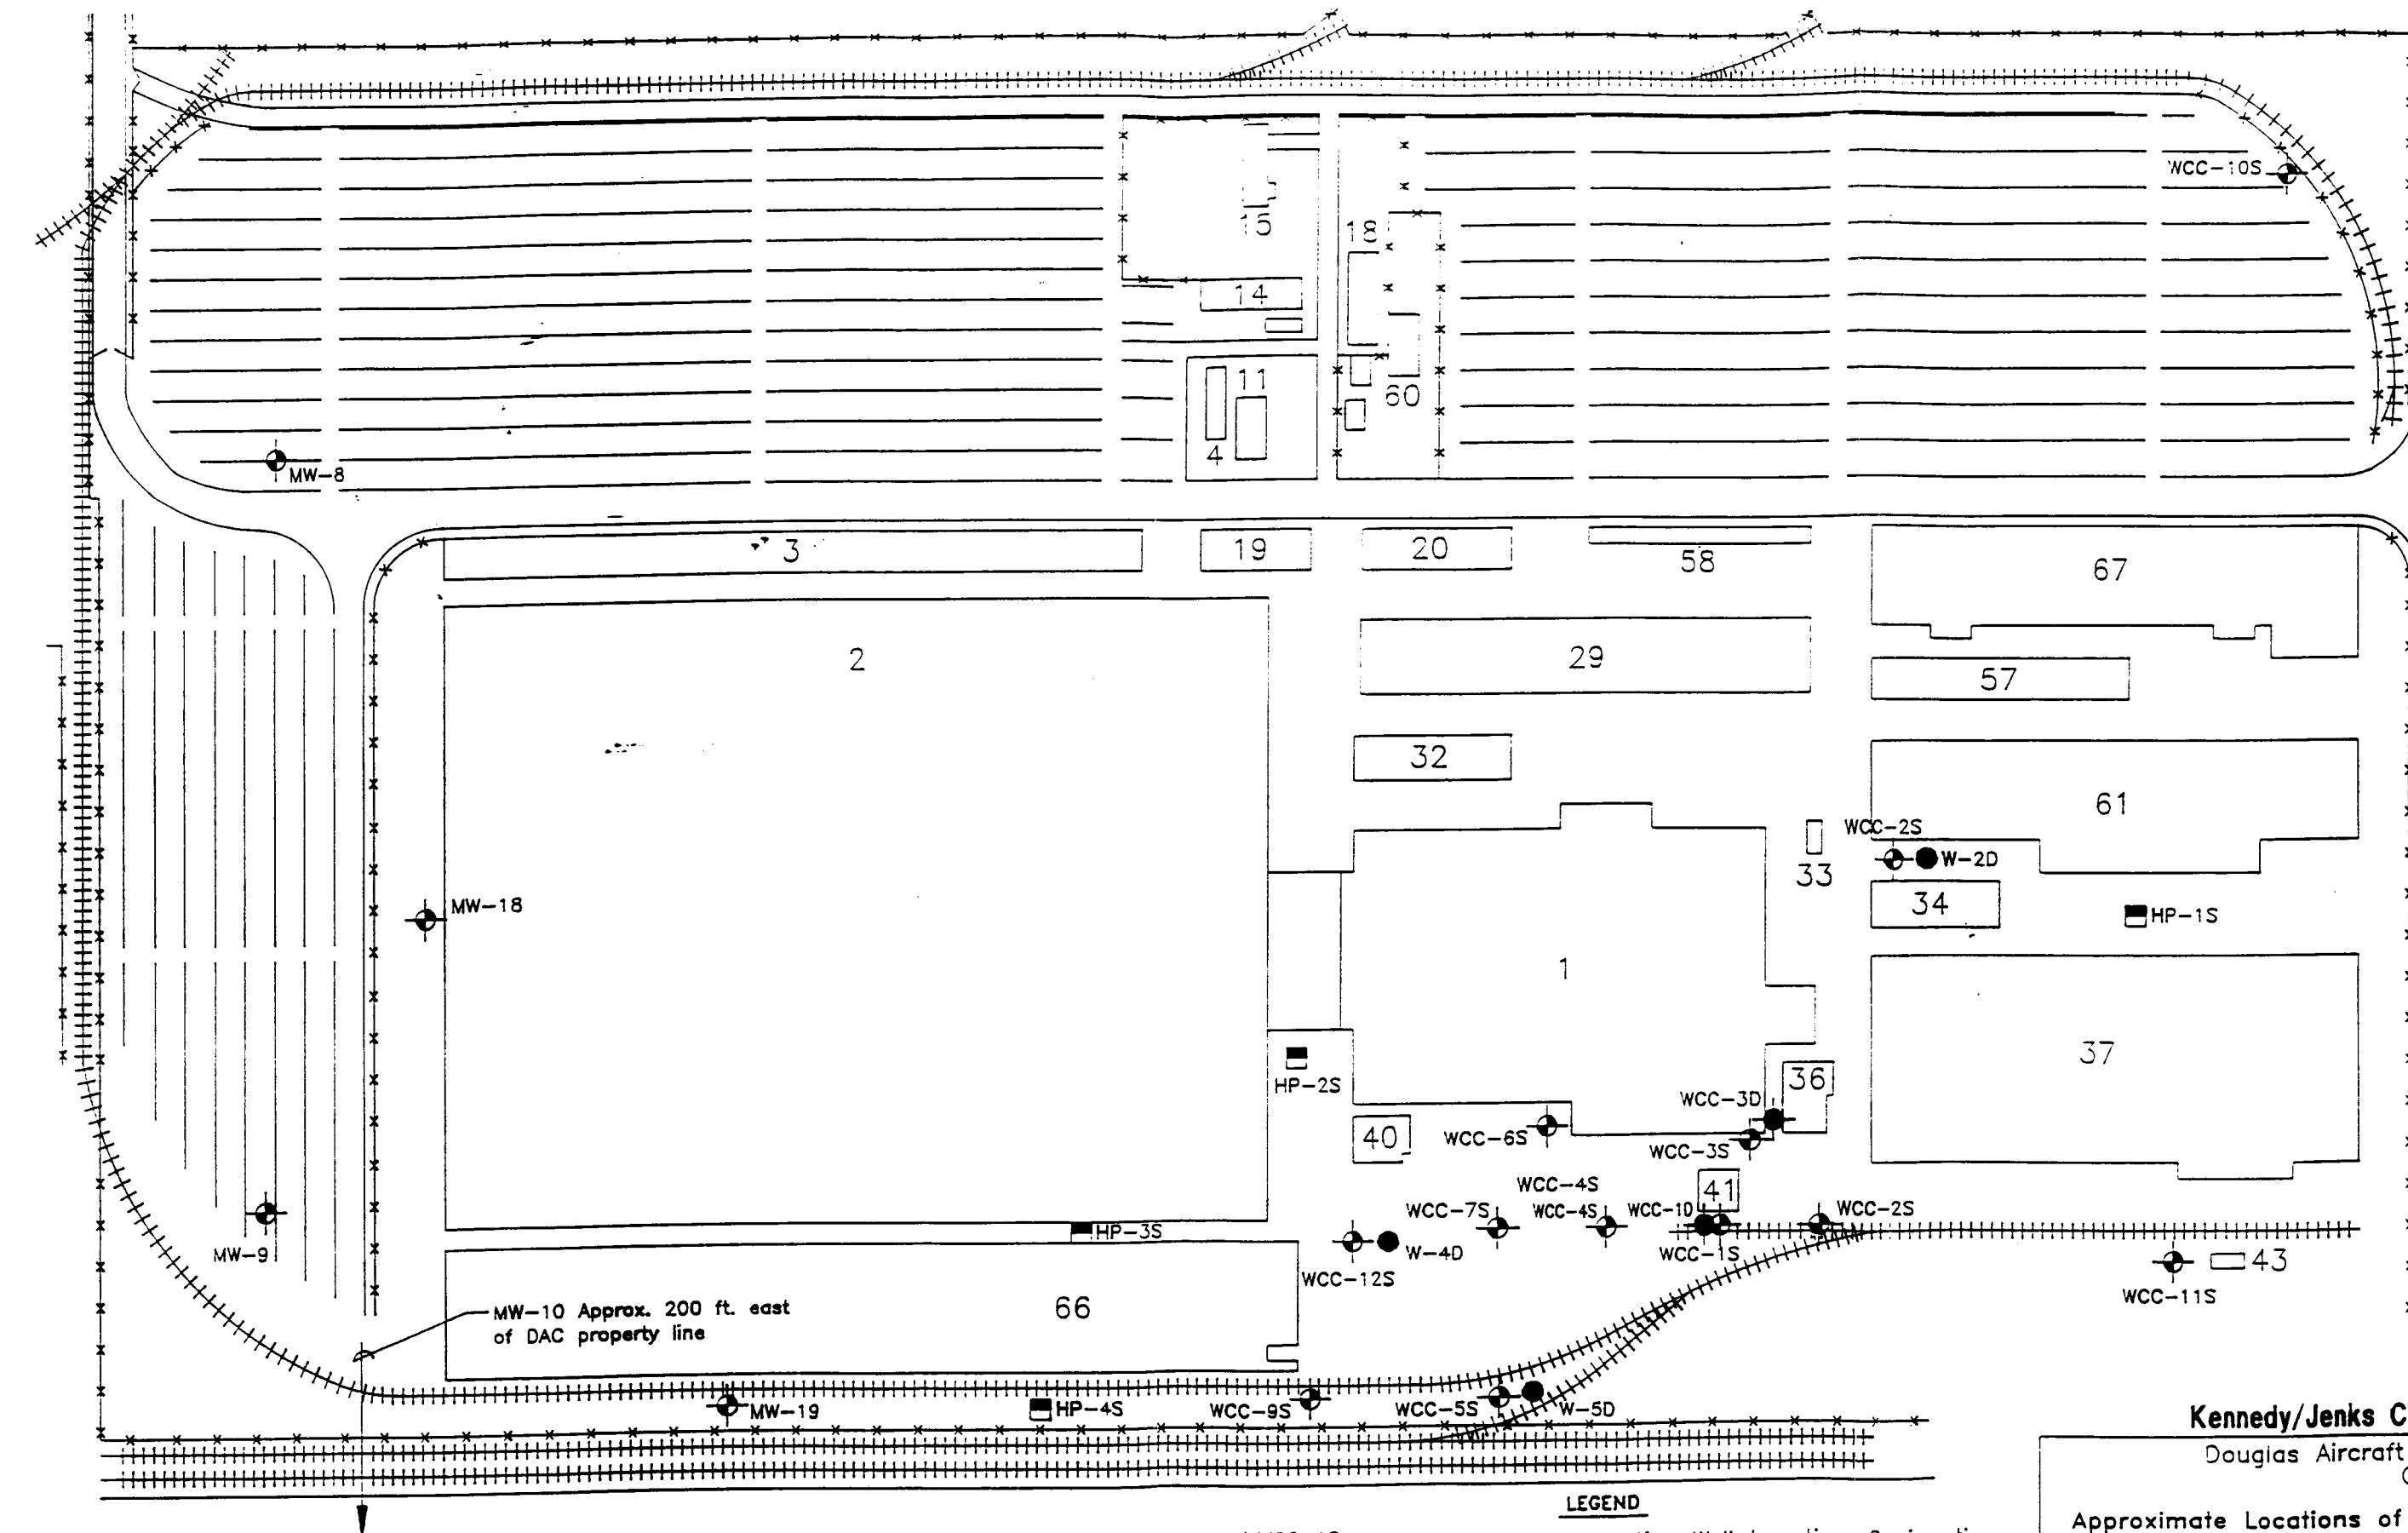 WCC-10S
15
18
14
11
60
4
MW-8
3
19
20
58
67
2
29
57
32
61
WCC-2S
33
W-2D
34
HP-1S
MW-18
1
37
HP-2S
36
WCC-3D
40
WCC-6S
WCC-3S
WCC-4S
41
WCC-7S
WCC-4S
WCC-1D
WCC-2S
MW-9
HP-3S
W-4D
WCC-1S
WCC-12S
43
WCC-11S
MW-10 Approx. 200 ft. east
of DAC property line
66
MW-19
HP-4S
WCC-9S
WCC-5S
W-5D
Kennedy/Jenks C
Douglas Aircraft
LEGEND
Approximate Locations of